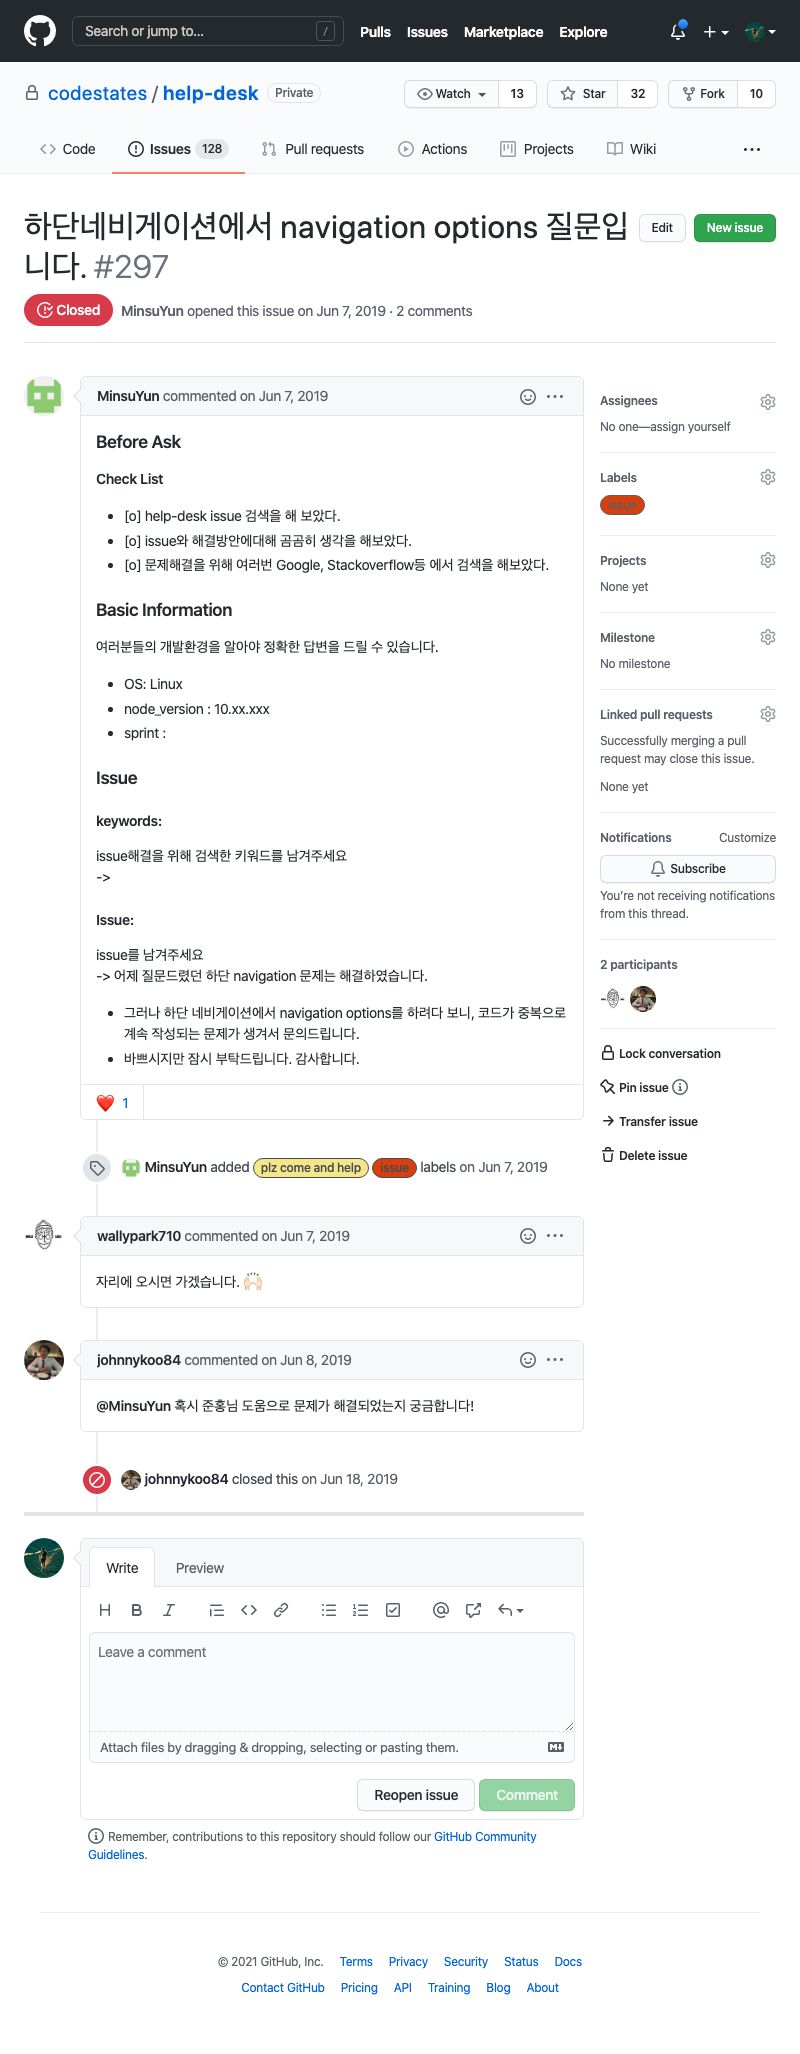 Search or jump to... /
Pulls Issues Marketplace Explore
codestates / help-desk Private
Watch 13 Star 32 Fork 10
Code Issues 128 Pull requests Actions Projects Wiki ...
하단네비게이션에서 navigation options 질문입
니다. #297
Edit New issue
Closed MinsuYun opened this issue on Jun 7, 2019 · 2 comments
MinsuYun commented on Jun 7, 2019
Before Ask
Check List
• [o] help-desk issue 검색을 해 보았다.
• [o] issue와 해결방안에대해 곰곰히 생각을 해보았다.
• [o] 문제해결을 위해 여러번 Google, Stackoverflow등 에서 검색을 해보았다.
Basic Information
여러분들의 개발환경을 알아야 정확한 답변을 드릴 수 있습니다.
• OS: Linux
• node_version : 10.xx.xxx
• sprint :
Issue
keywords:
issue해결을 위해 검색한 키워드를 남겨주세요
->
Issue:
issue를 남겨주세요
-> 어제 질문드렸던 하단 navigation 문제는 해결하였습니다.
• 그러나 하단 네비게이션에서 navigation options를 하려다 보니, 코드가 중복으로
계속 작성되는 문제가 생겨서 문의드립니다.
• 바쁘시지만 잠시 부탁드립니다. 감사합니다.
❤️ 1
MinsuYun added plz come and help issue labels on Jun 7, 2019
wallypark710 commented on Jun 7, 2019
자리에 오시면 가겠습니다. 🙌🏻
johnnykoo84 commented on Jun 8, 2019
@MinsuYun 혹시 준홍님 도움으로 문제가 해결되었는지 궁금합니다!
johnnykoo84 closed this on Jun 18, 2019
Write Preview
Leave a comment
Attach files by dragging & dropping, selecting or pasting them.
Reopen issue Comment
Remember, contributions to this repository should follow our GitHub Community
Guidelines.
Assignees
No one—assign yourself
Labels
issue
Projects
None yet
Milestone
No milestone
Linked pull requests
Successfully merging a pull
request may close this issue.
None yet
Notifications Customize
Subscribe
You're not receiving notifications
from this thread.
2 participants
Lock conversation
Pin issue
Transfer issue
Delete issue
© 2021 GitHub, Inc. Terms Privacy Security Status Docs
Contact GitHub Pricing API Training Blog About